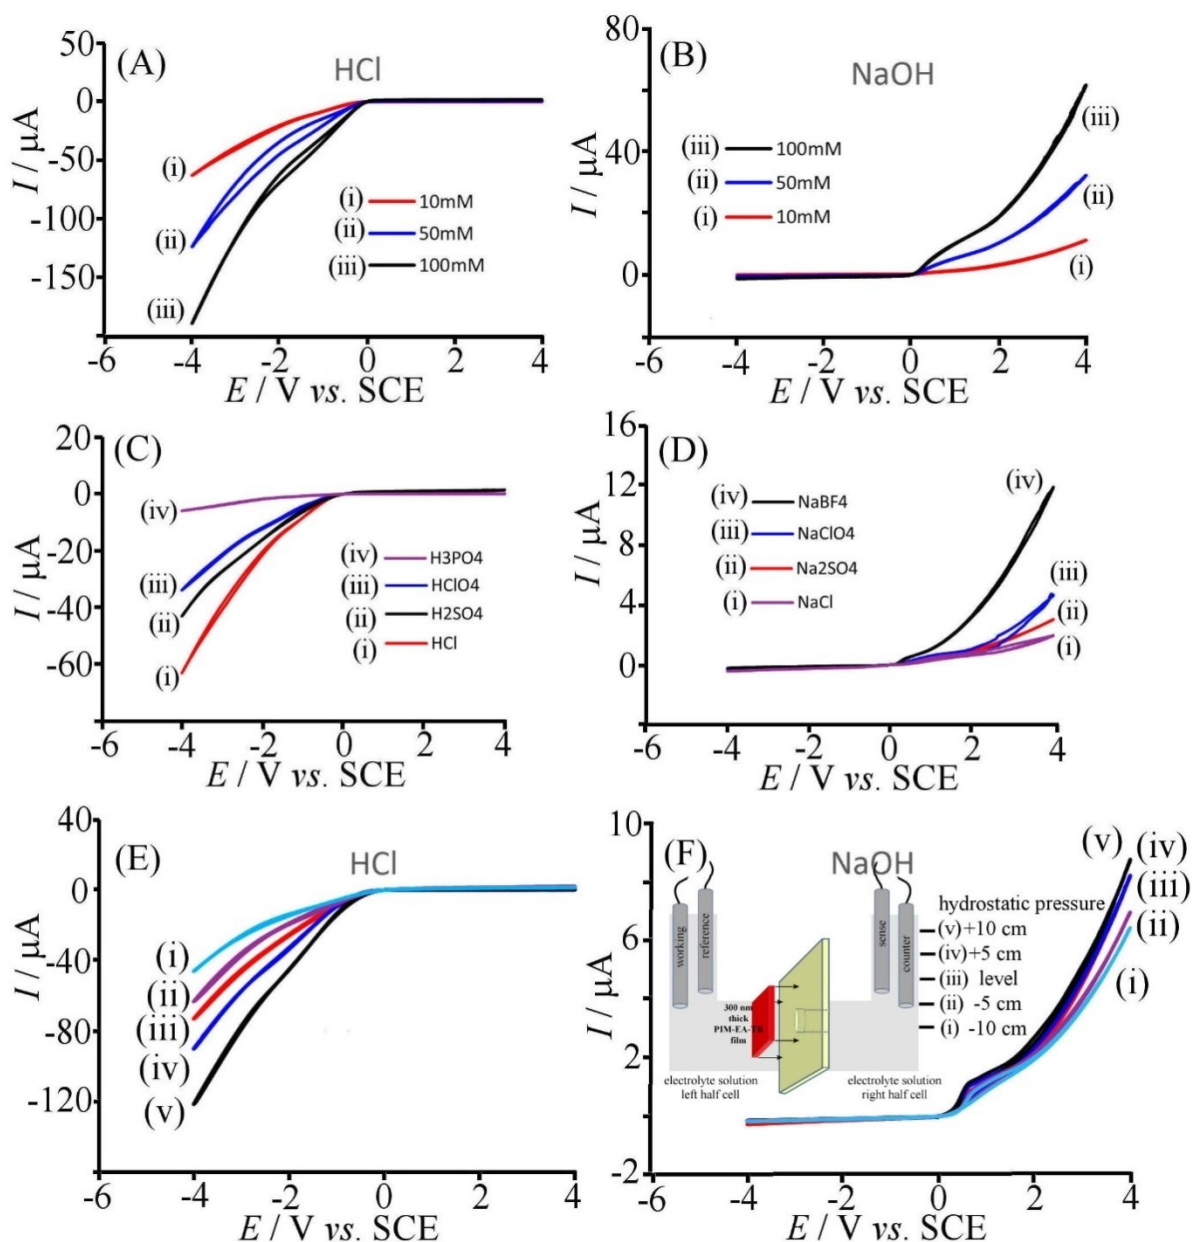 (A)
HCl
50
0
-50
-100
-150
I / µA
(i)
(ii)
(iii)
(i) 10mM
(ii) 50mM
(iii) 100mM
-6 -4 -2 0 2 4
E / V vs. SCE
(B)
NaOH
80
40
0
I / µA
(iii) 100mM
(ii) 50mM
(i) 10mM
(iii)
(ii)
(i)
-6 -4 -2 0 2 4
E / V vs. SCE
(C)
20
0
-20
-40
-60
I / µA
(iv)
(iii)
(ii)
(i)
(iv) H3PO4
(iii) HClO4
(ii) H2SO4
(i) HCl
-6 -4 -2 0 2 4
E / V vs. SCE
(D)
16
12
8
4
0
I / µA
(iv) NaBF4
(iii) NaClO4
(ii) Na2SO4
(i) NaCl
(iv)
(iii)
(ii)
(i)
-6 -4 -2 0 2 4
E / V vs. SCE
(E)
HCl
40
0
-40
-80
-120
I / µA
(i)
(ii)
(iii)
(iv)
(v)
-6 -4 -2 0 2 4
E / V vs. SCE
(F)
NaOH
10
6
2
-2
I / µA
(v)
(iv)
(iii)
(ii)
(i)
hydrostatic pressure
(v) +10 cm
(iv) +5 cm
(iii) level
(ii) -5 cm
(i) -10 cm
working
reference
sense
counter
300 nm
thick
PIM-EA-TB
film
electrolyte solution
left half cell
electrolyte solution
right half cell
-6 -4 -2 0 2 4
E / V vs. SCE